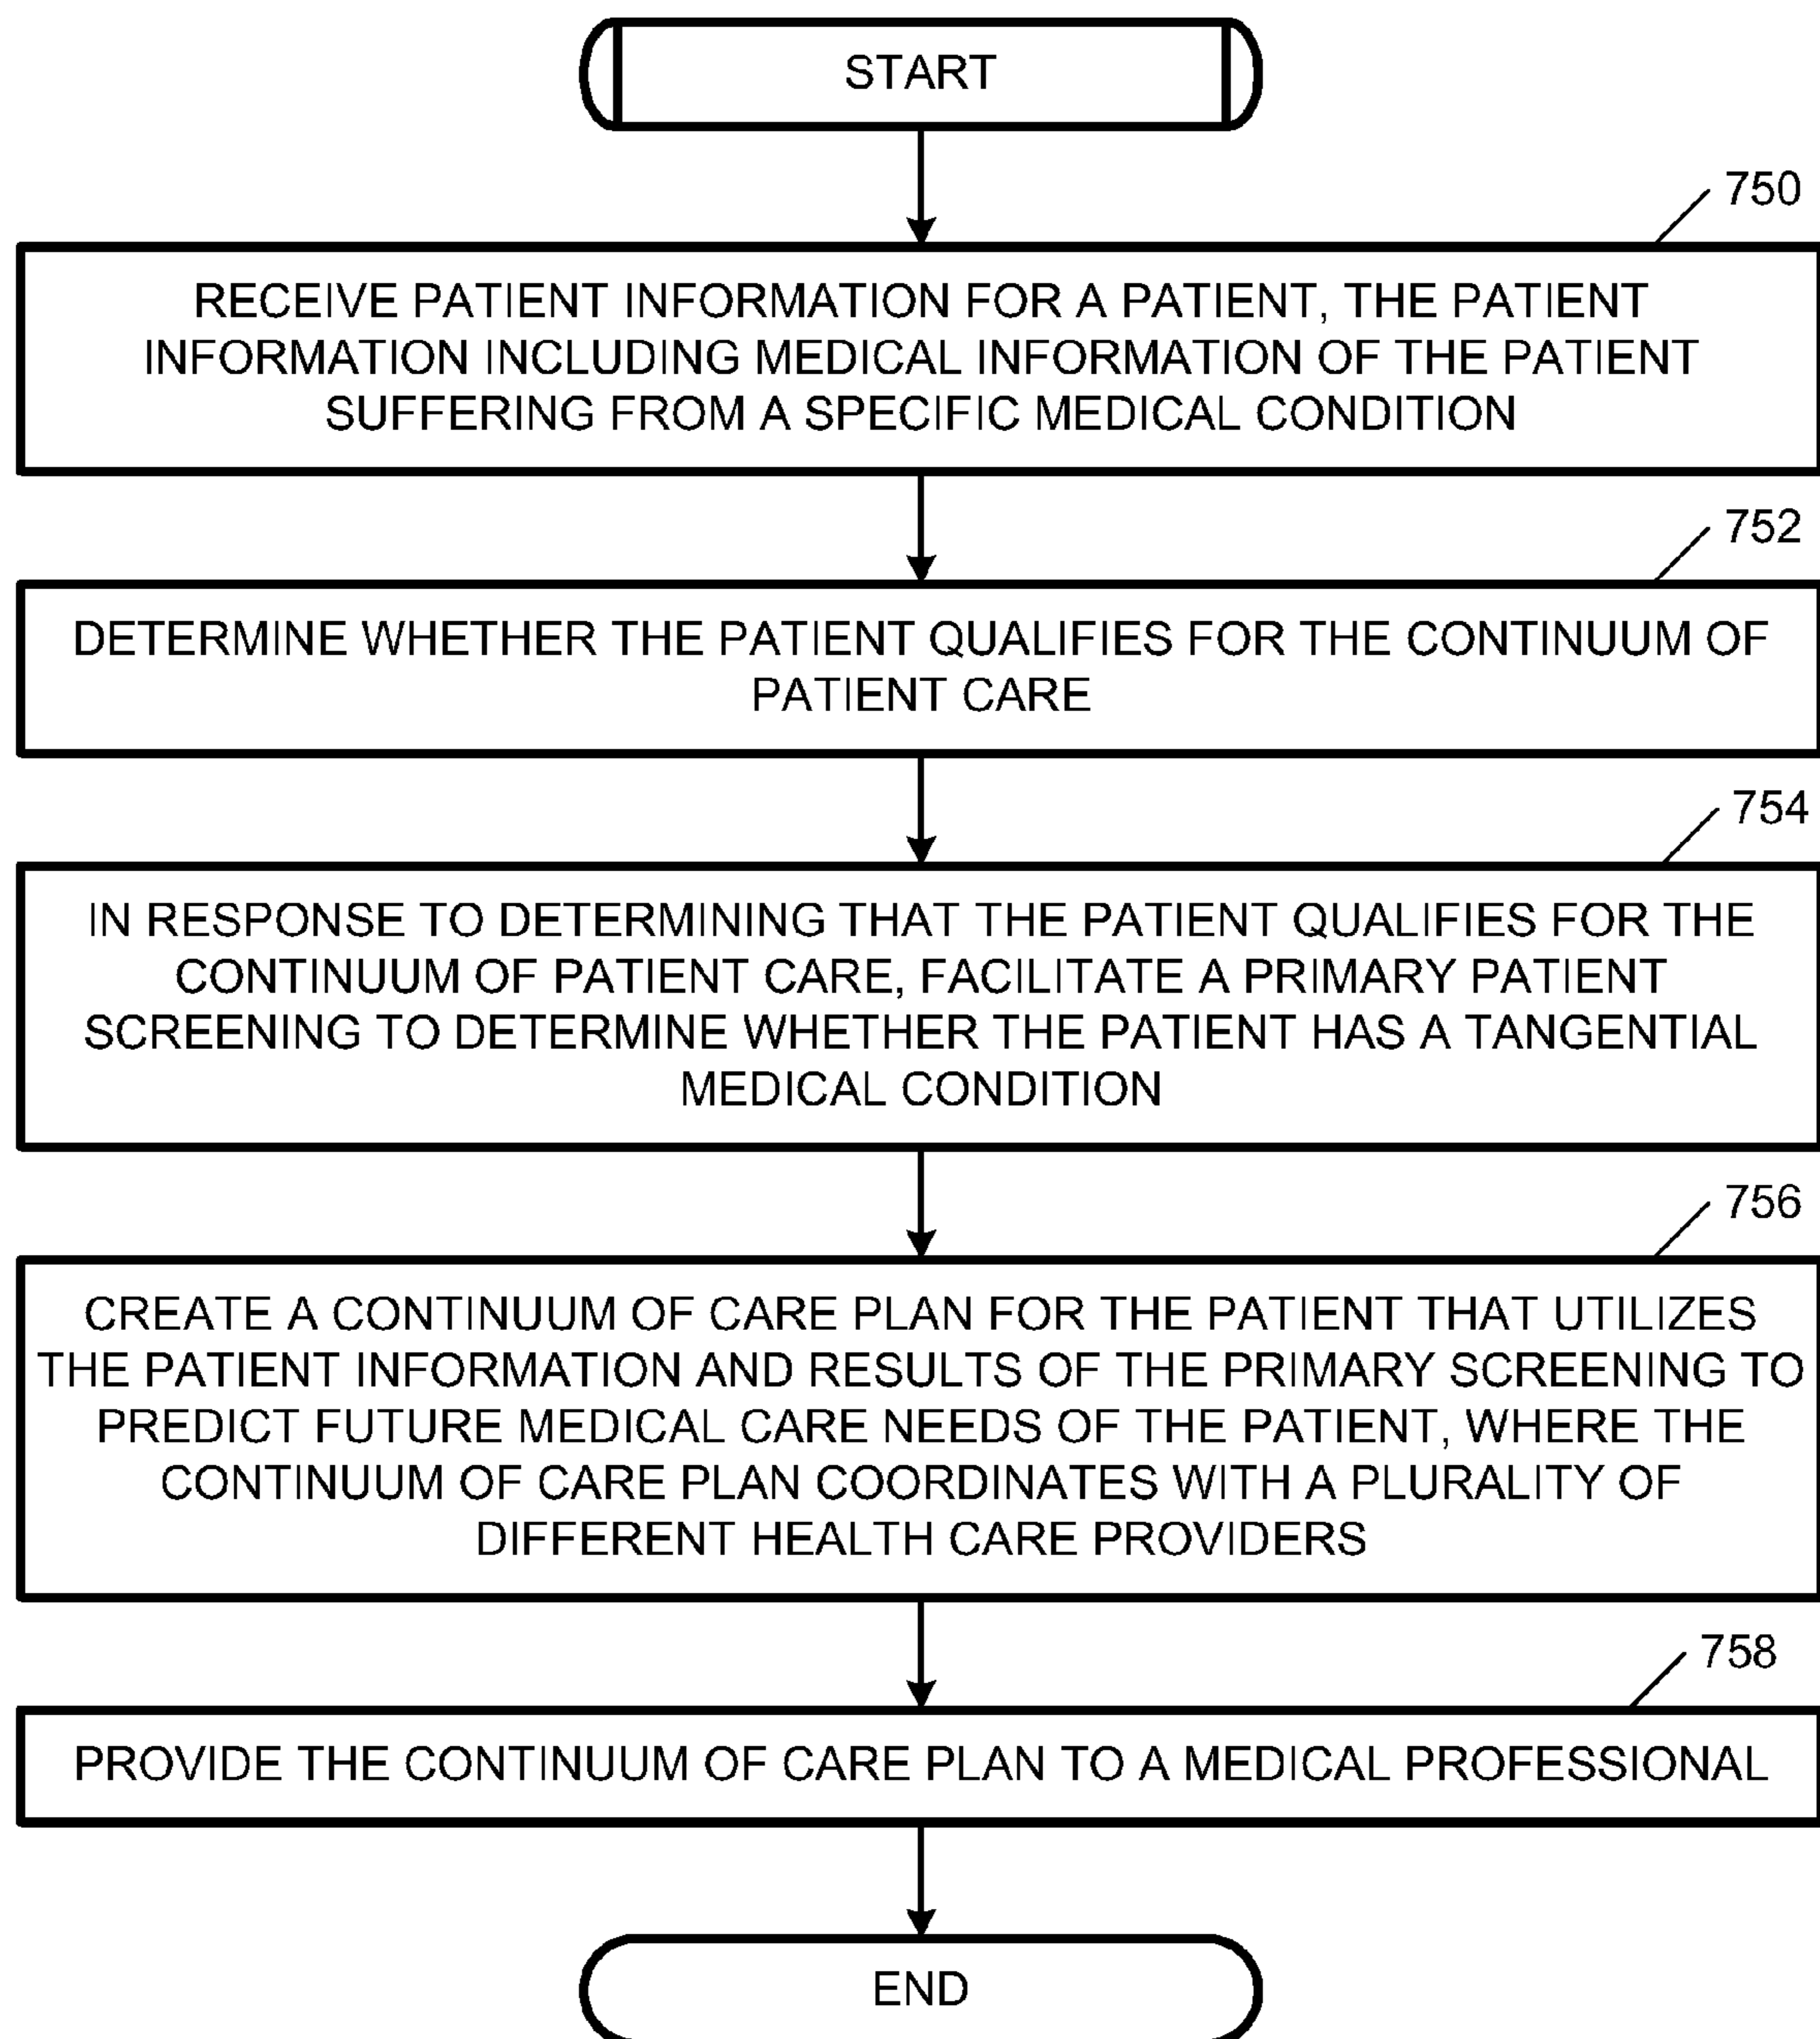 START
750
RECEIVE PATIENT INFORMATION FOR A PATIENT, THE PATIENT
INFORMATION INCLUDING MEDICAL INFORMATION OF THE PATIENT
SUFFERING FROM A SPECIFIC MEDICAL CONDITION
752
DETERMINE WHETHER THE PATIENT QUALIFIES FOR THE CONTINUUM OF
PATIENT CARE
754
IN RESPONSE TO DETERMINING THAT THE PATIENT QUALIFIES FOR THE
CONTINUUM OF PATIENT CARE, FACILITATE A PRIMARY PATIENT
SCREENING TO DETERMINE WHETHER THE PATIENT HAS A TANGENTIAL
MEDICAL CONDITION
756
CREATE A CONTINUUM OF CARE PLAN FOR THE PATIENT THAT UTILIZES
THE PATIENT INFORMATION AND RESULTS OF THE PRIMARY SCREENING TO
PREDICT FUTURE MEDICAL CARE NEEDS OF THE PATIENT, WHERE THE
CONTINUUM OF CARE PLAN COORDINATES WITH A PLURALITY OF
DIFFERENT HEALTH CARE PROVIDERS
758
PROVIDE THE CONTINUUM OF CARE PLAN TO A MEDICAL PROFESSIONAL
END